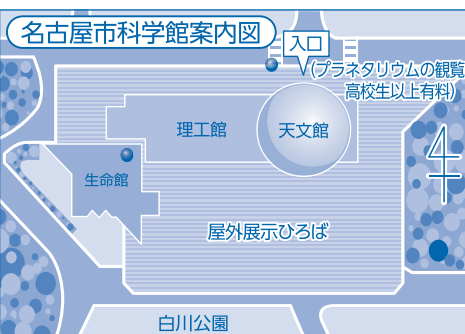 名古屋市科学館案内図
入口
(プラネタリウムの観覧
高校生以上有料)
理工館
天文館
生命館
屋外展示ひろば
白川公園